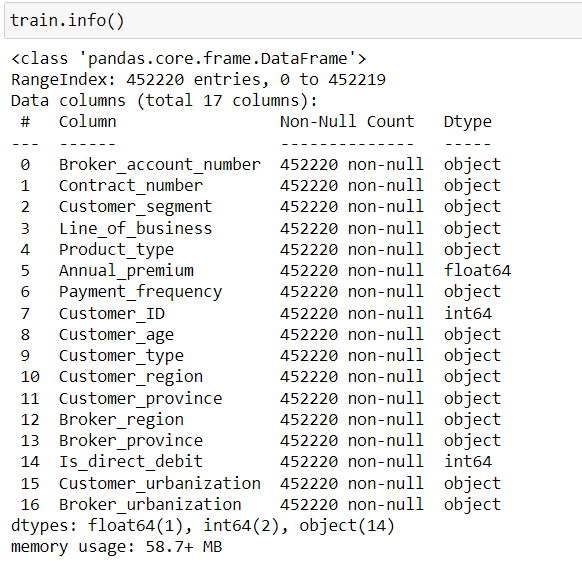 train.info()
<class 'pandas.core.frame.DataFrame'>
RangeIndex: 452220 entries, 0 to 452219
Data columns (total 17 columns):
 #   Column                 Non-Null Count   Dtype
---  ------                 --------------   -----
 0   Broker_account_number  452220 non-null  object
 1   Contract_number        452220 non-null  object
 2   Customer_segment       452220 non-null  object
 3   Line_of_business       452220 non-null  object
 4   Product_type           452220 non-null  object
 5   Annual_premium         452220 non-null  float64
 6   Payment_frequency      452220 non-null  object
 7   Customer_ID            452220 non-null  int64
 8   Customer_age           452220 non-null  object
 9   Customer_type          452220 non-null  object
 10  Customer_region        452220 non-null  object
 11  Customer_province      452220 non-null  object
 12  Broker_region          452220 non-null  object
 13  Broker_province        452220 non-null  object
 14  Is_direct_debit        452220 non-null  int64
 15  Customer_urbanization  452220 non-null  object
 16  Broker_urbanization    452220 non-null  object
dtypes: float64(1), int64(2), object(14)
memory usage: 58.7+ MB